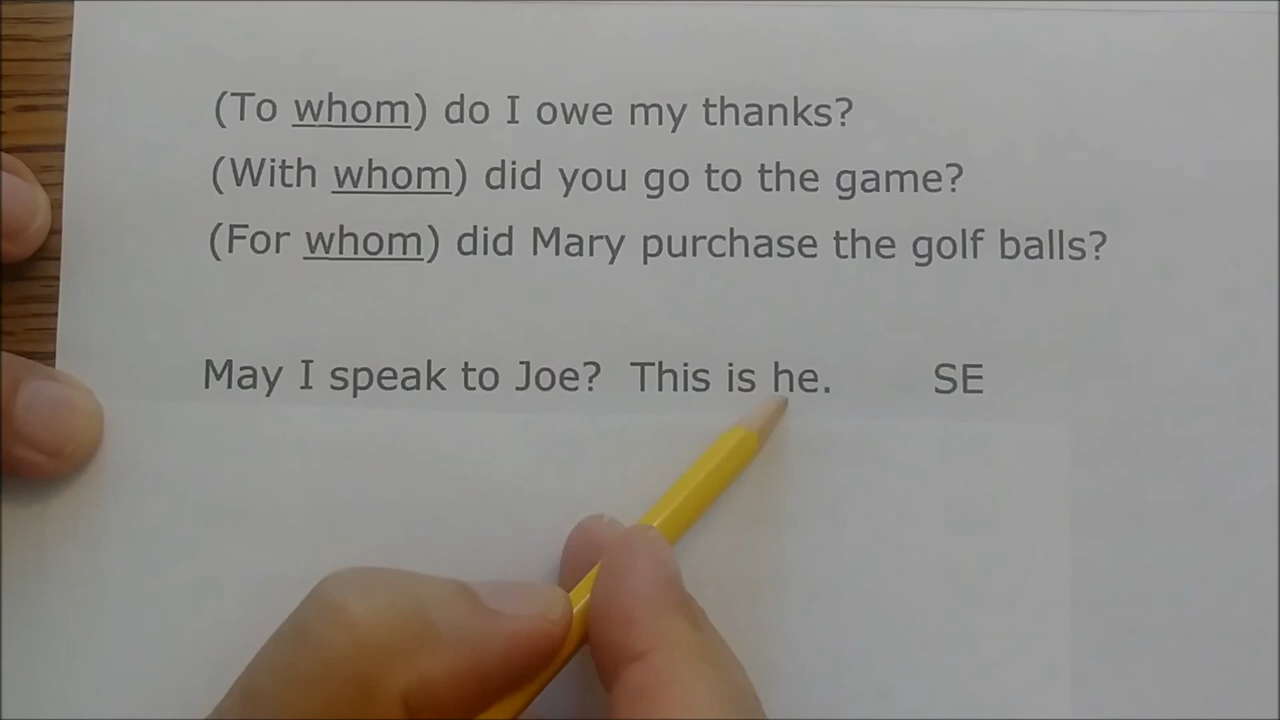 (To whom) do I owe my thanks?
(With whom) did you go to the game?
(For whom) did Mary purchase the golf balls?
May I speak to Joe? This is he. SE